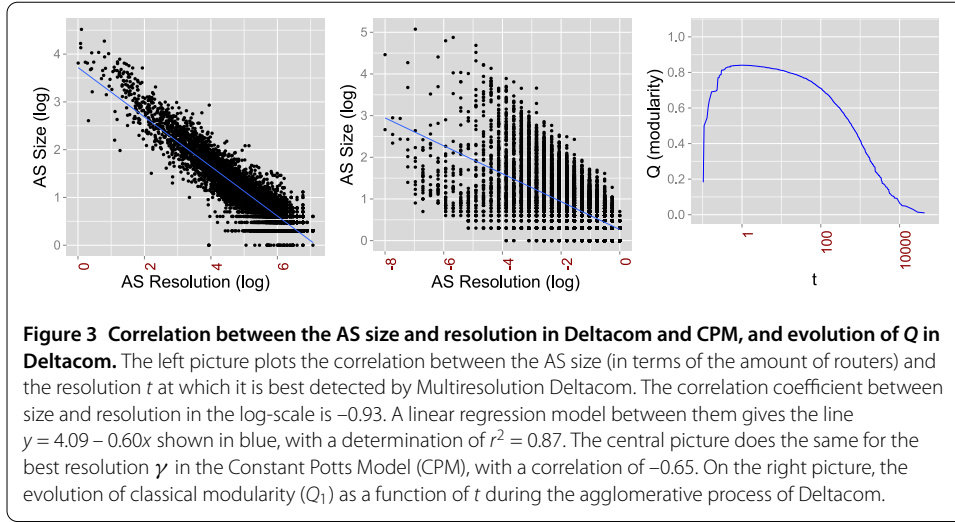 4
3
2
1
0
AS Size (log)
0
2
4
6
AS Resolution (log)
5
4
3
2
1
0
AS Size (log)
-8
-6
-4
-2
0
AS Resolution (log)
1.0
0.8
0.6
0.4
0.2
0.0
Q (modularity)
1
100
10000
t
Figure 3 Correlation between the AS size and resolution in Deltacom and CPM, and evolution of Q in
Deltacom. The left picture plots the correlation between the AS size (in terms of the amount of routers) and
the resolution t at which it is best detected by Multiresolution Deltacom. The correlation coefficient between
size and resolution in the log-scale is –0.93. A linear regression model between them gives the line
y = 4.09 – 0.60x shown in blue, with a determination of r² = 0.87. The central picture does the same for the
best resolution γ in the Constant Potts Model (CPM), with a correlation of –0.65. On the right picture, the
evolution of classical modularity (Q₁) as a function of t during the agglomerative process of Deltacom.